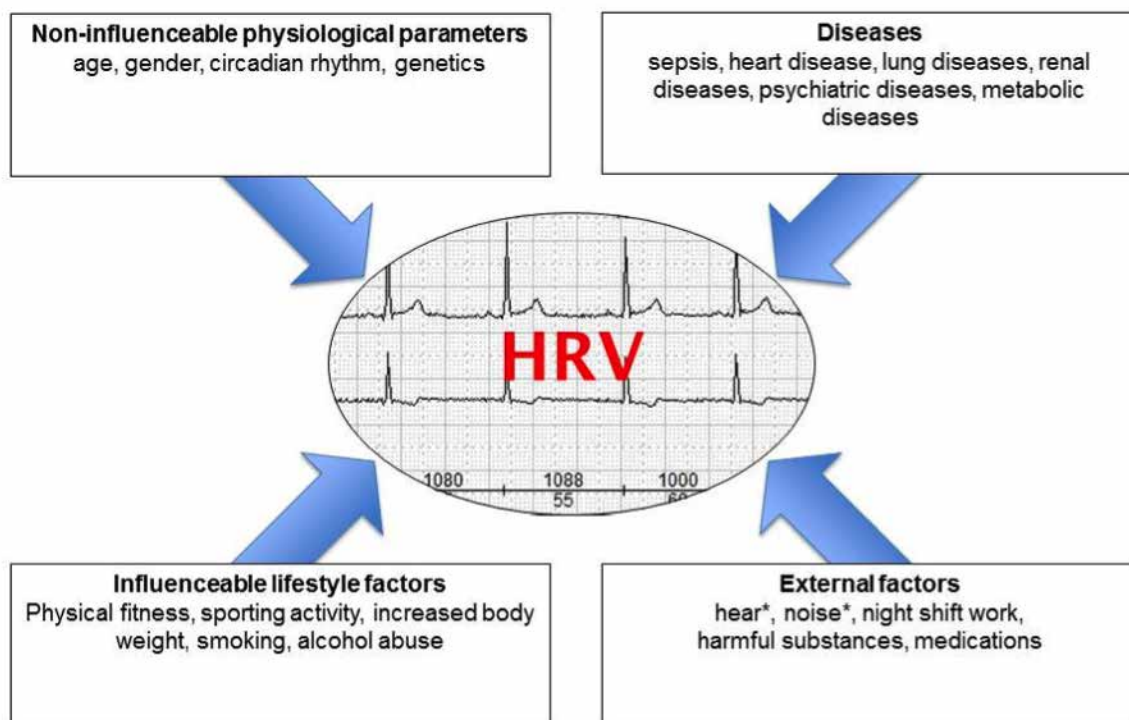 Non-influenceable physiological parameters
age, gender, circadian rhythm, genetics
Diseases
sepsis, heart disease, lung diseases, renal
diseases, psychiatric diseases, metabolic
diseases
HRV
1080
1088
1000
55
60
Influenceable lifestyle factors
Physical fitness, sporting activity, increased body
weight, smoking, alcohol abuse
External factors
hear*, noise*, night shift work,
harmful substances, medications